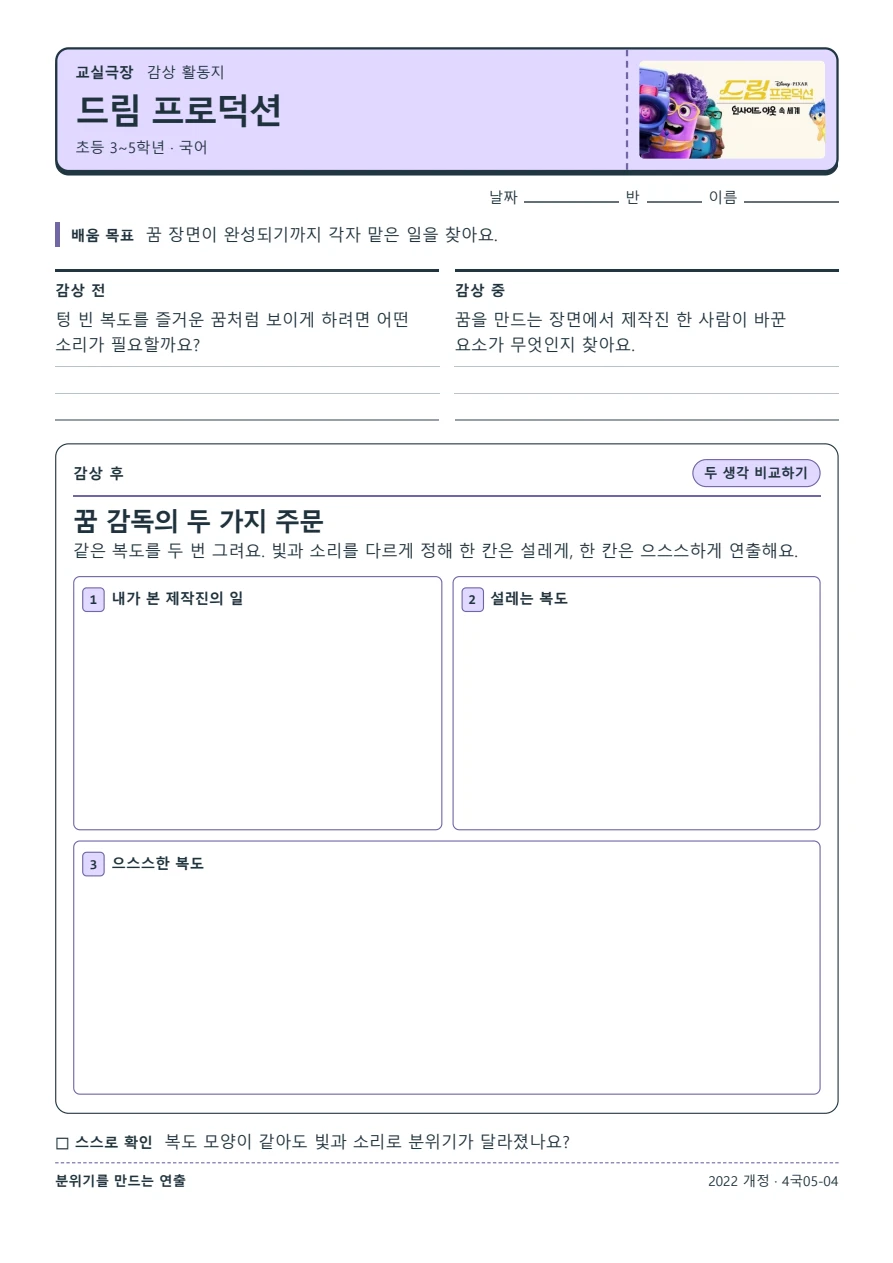 교실극장 감상 활동지
드림 프로덕션
초등 3~5학년 · 국어
Disney·PIXAR
드림 프로덕션
인사이드 아웃 속 세계
날짜 반 이름
배움 목표 꿈 장면이 완성되기까지 각자 맡은 일을 찾아요.
감상 전
텅 빈 복도를 즐거운 꿈처럼 보이게 하려면 어떤
소리가 필요할까요?
감상 중
꿈을 만드는 장면에서 제작진 한 사람이 바꾼
요소가 무엇인지 찾아요.
감상 후
두 생각 비교하기
꿈 감독의 두 가지 주문
같은 복도를 두 번 그려요. 빛과 소리를 다르게 정해 한 칸은 설레게, 한 칸은 으스스하게 연출해요.
1 내가 본 제작진의 일
2 설레는 복도
3 으스스한 복도
□ 스스로 확인 복도 모양이 같아도 빛과 소리로 분위기가 달라졌나요?
분위기를 만드는 연출
2022 개정 · 4국05-04